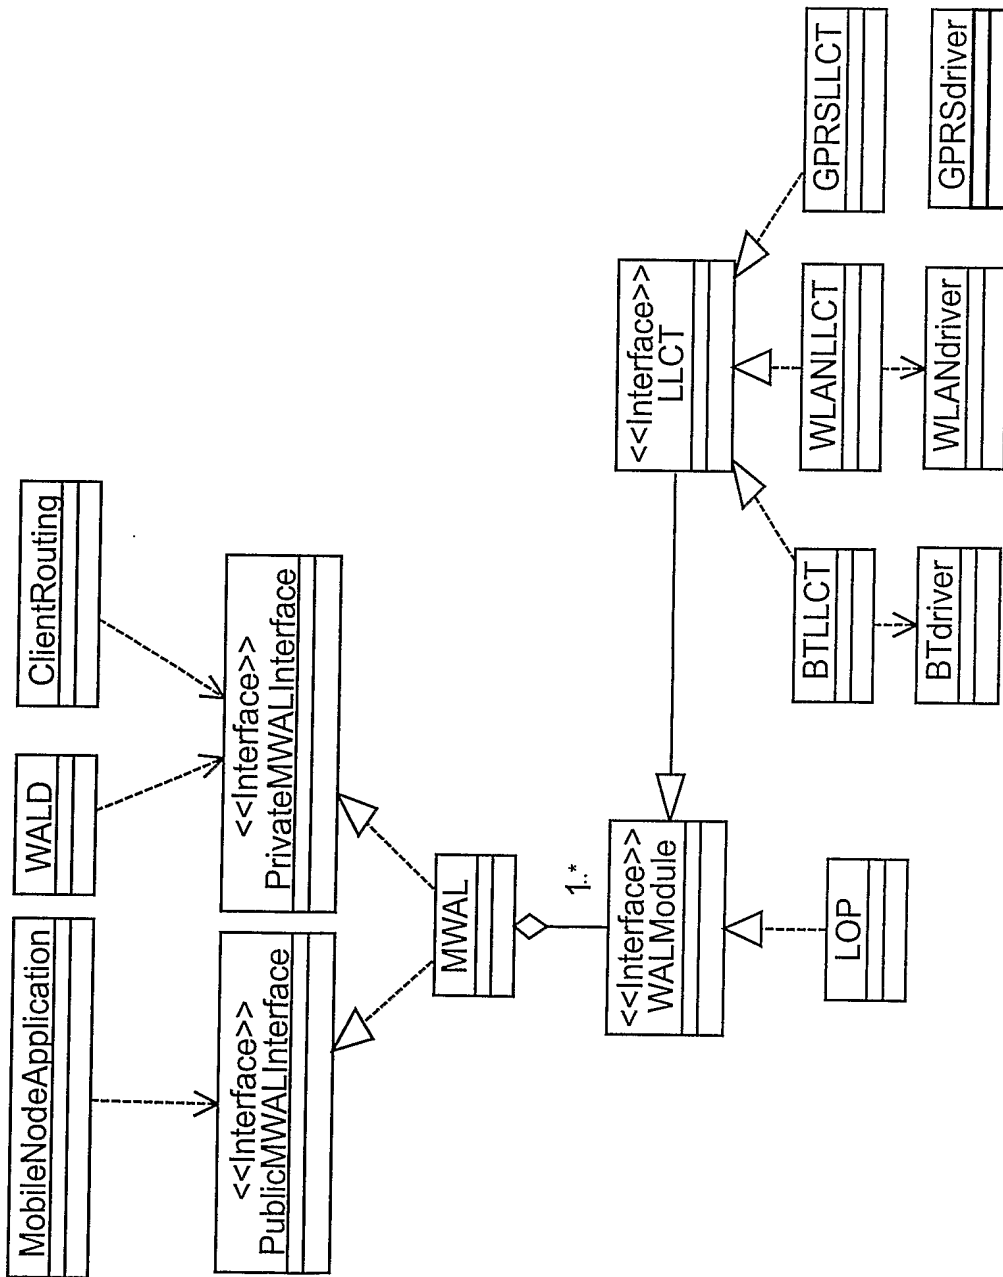 MobileNodeApplication
WALD
ClientRouting
<<Interface>>
PublicMWALInterface
<<Interface>>
PrivateMWALInterface
MWAL
1..*
<<Interface>>
WALModule
<<Interface>>
LLCT
LOP
BTLLCT
WLANLLCT
GPRSLLCT
BTdriver
WLANdriver
GPRSdriver